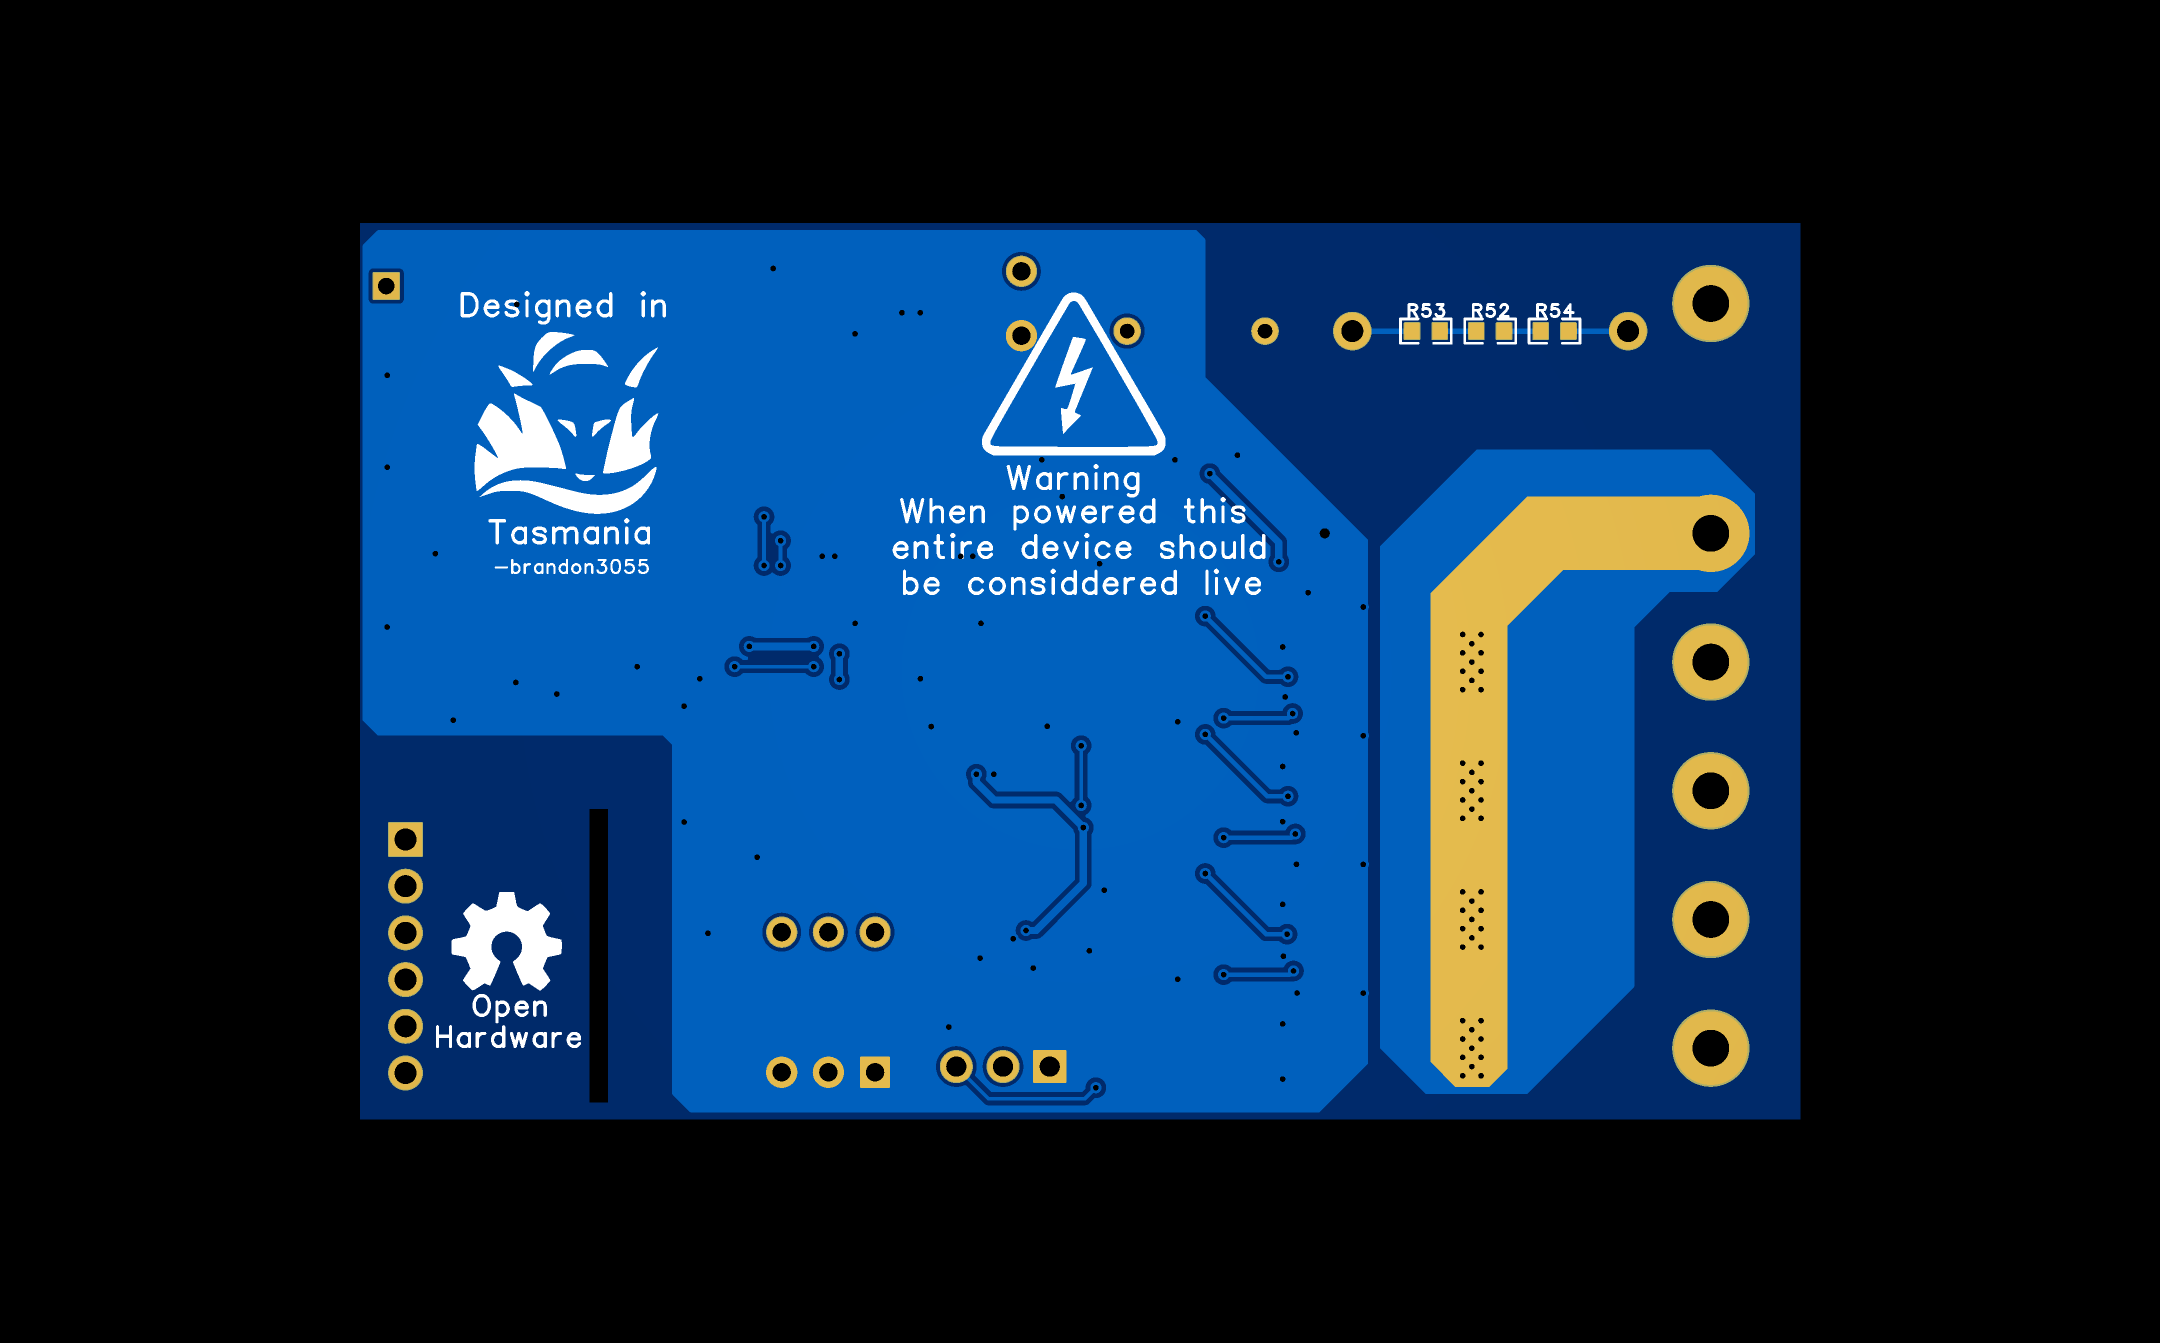 Designed in
Tasmania
-brandon3055
Warning
When powered this
entire device should
be considdered live
R53 R52 R54
Open
Hardware